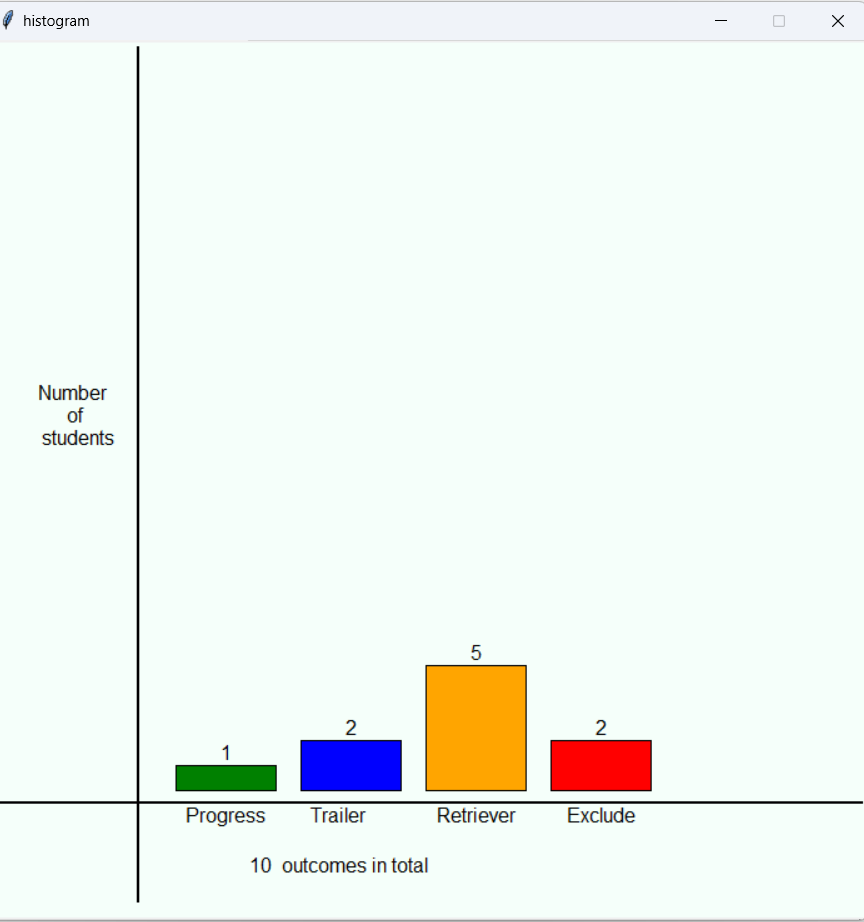 histogram
Number
of
students
5
2
2
1
Progress
Trailer
Retriever
Exclude
10 outcomes in total